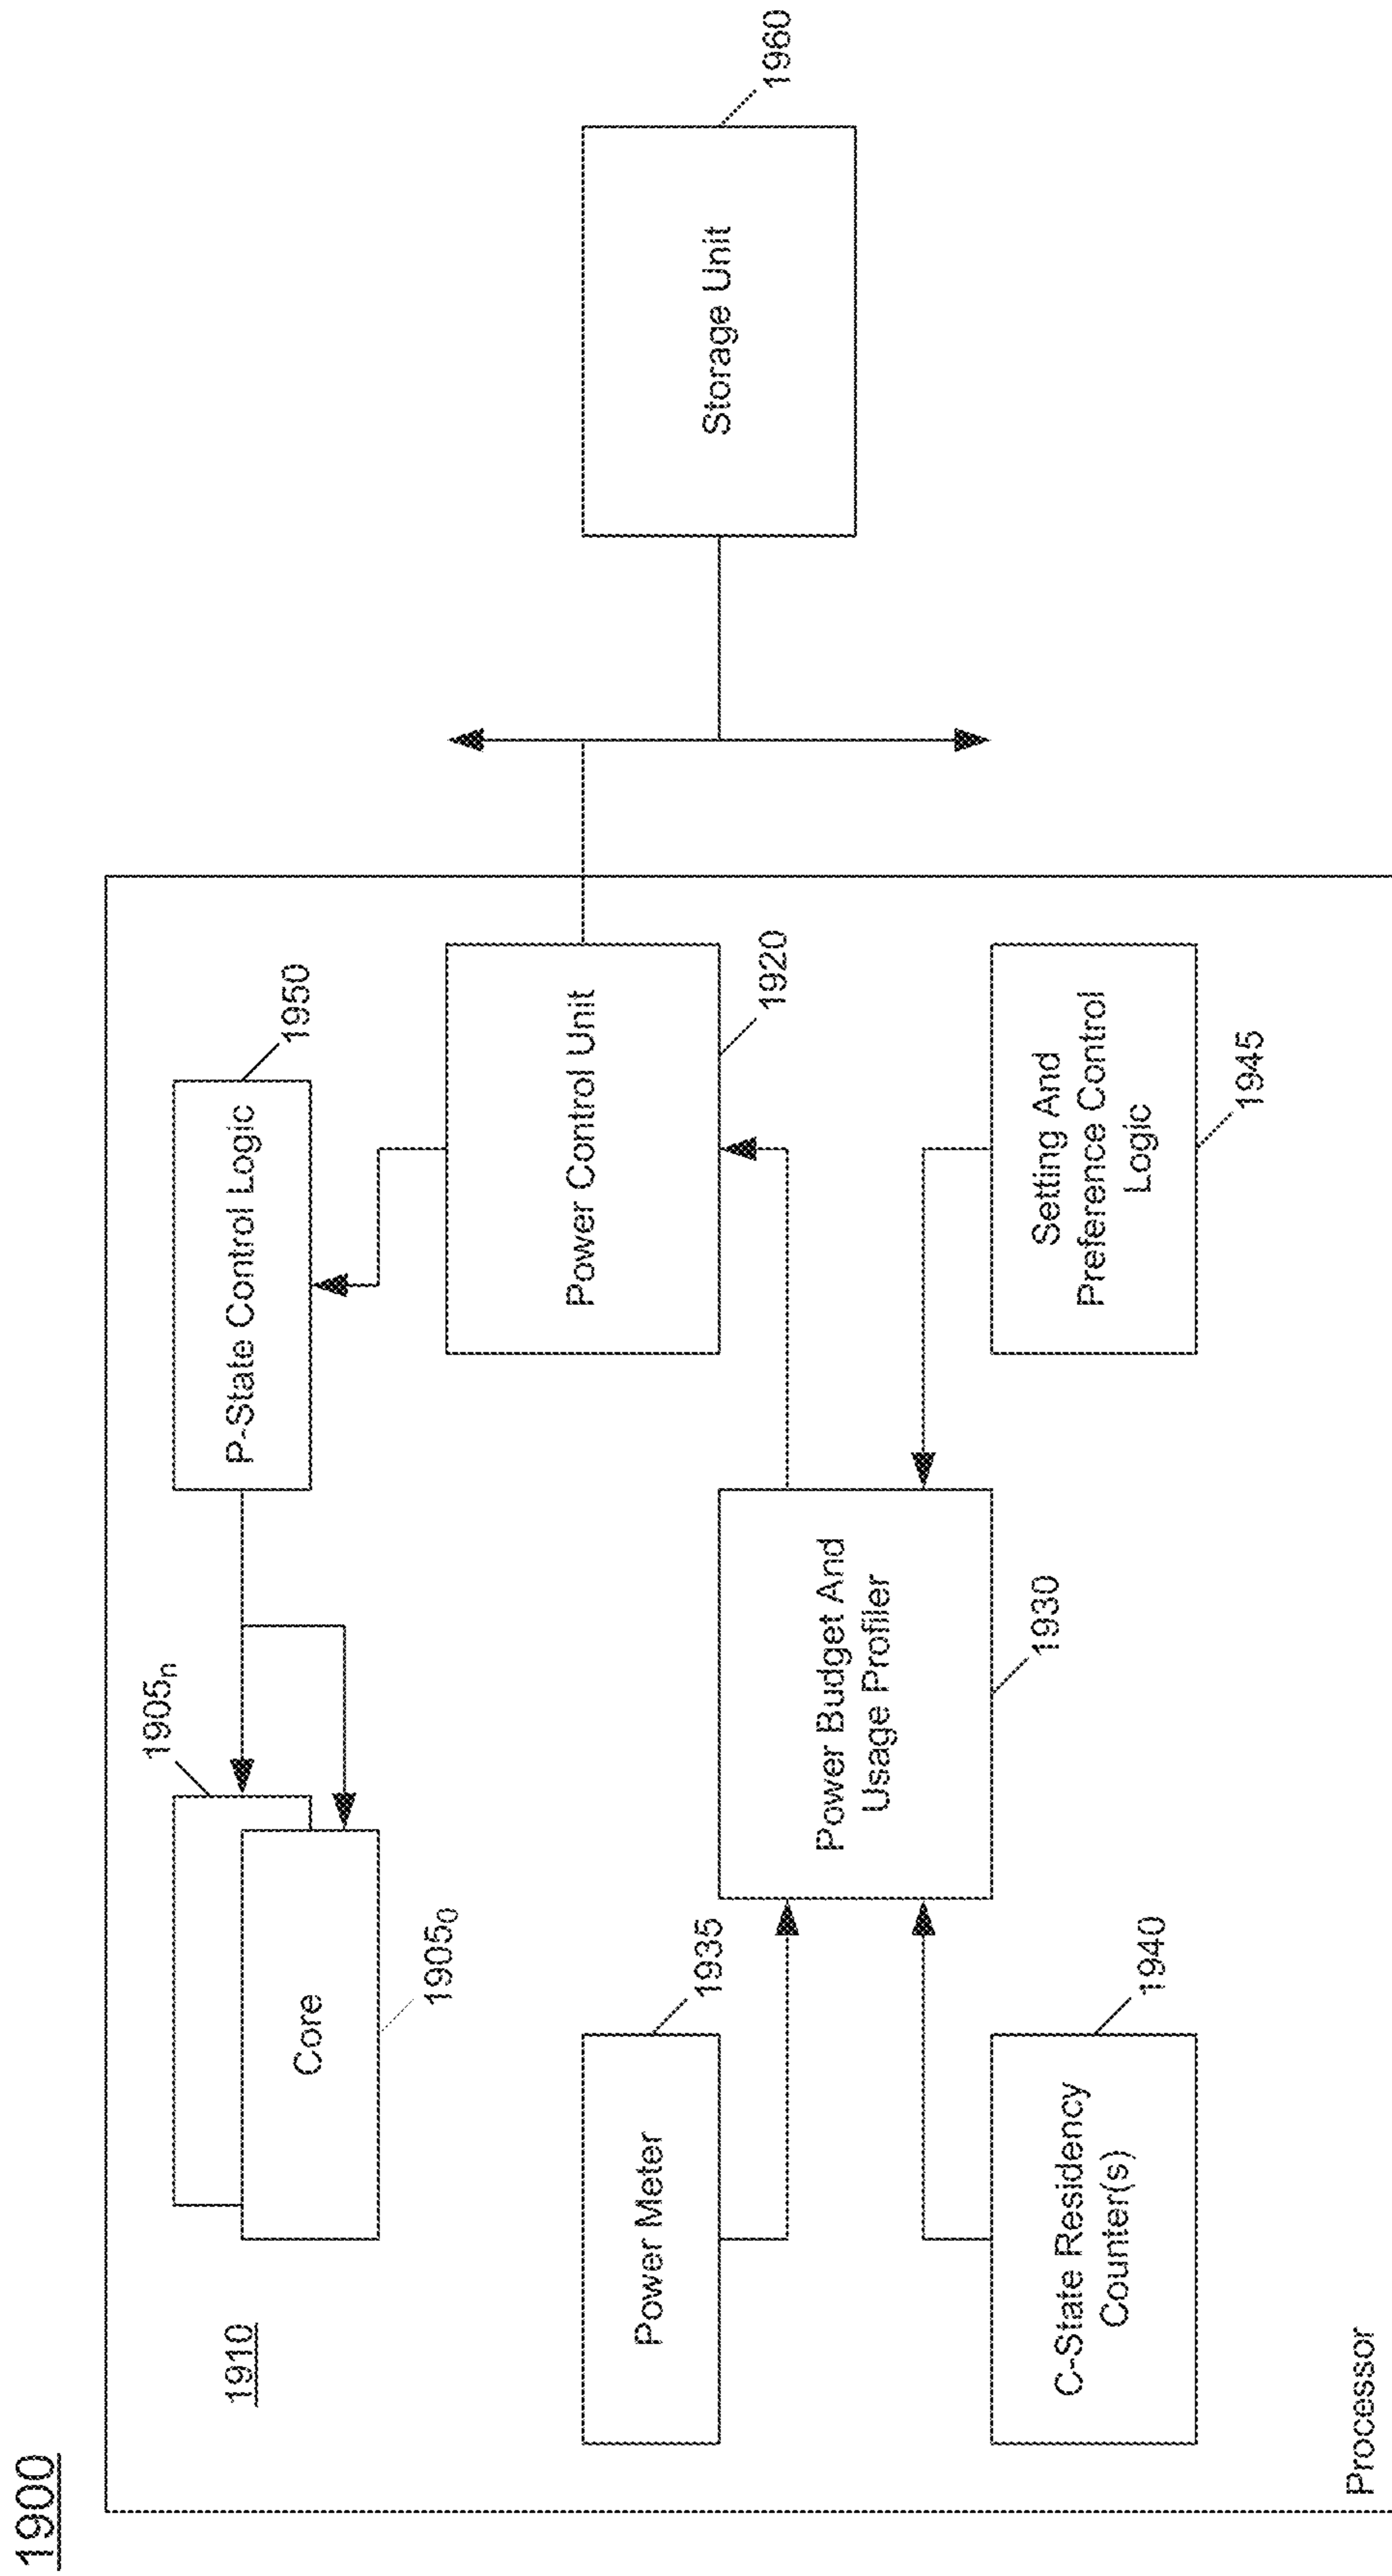 1900
1910
1905n
Core
19050
P-State Control Logic
1950
Power Meter
1935
Power Control Unit
1920
Storage Unit
1960
Power Budget And
Usage Profiler
1930
C-State Residency
Counter(s)
1940
Setting And
Preference Control
Logic
1945
Processor